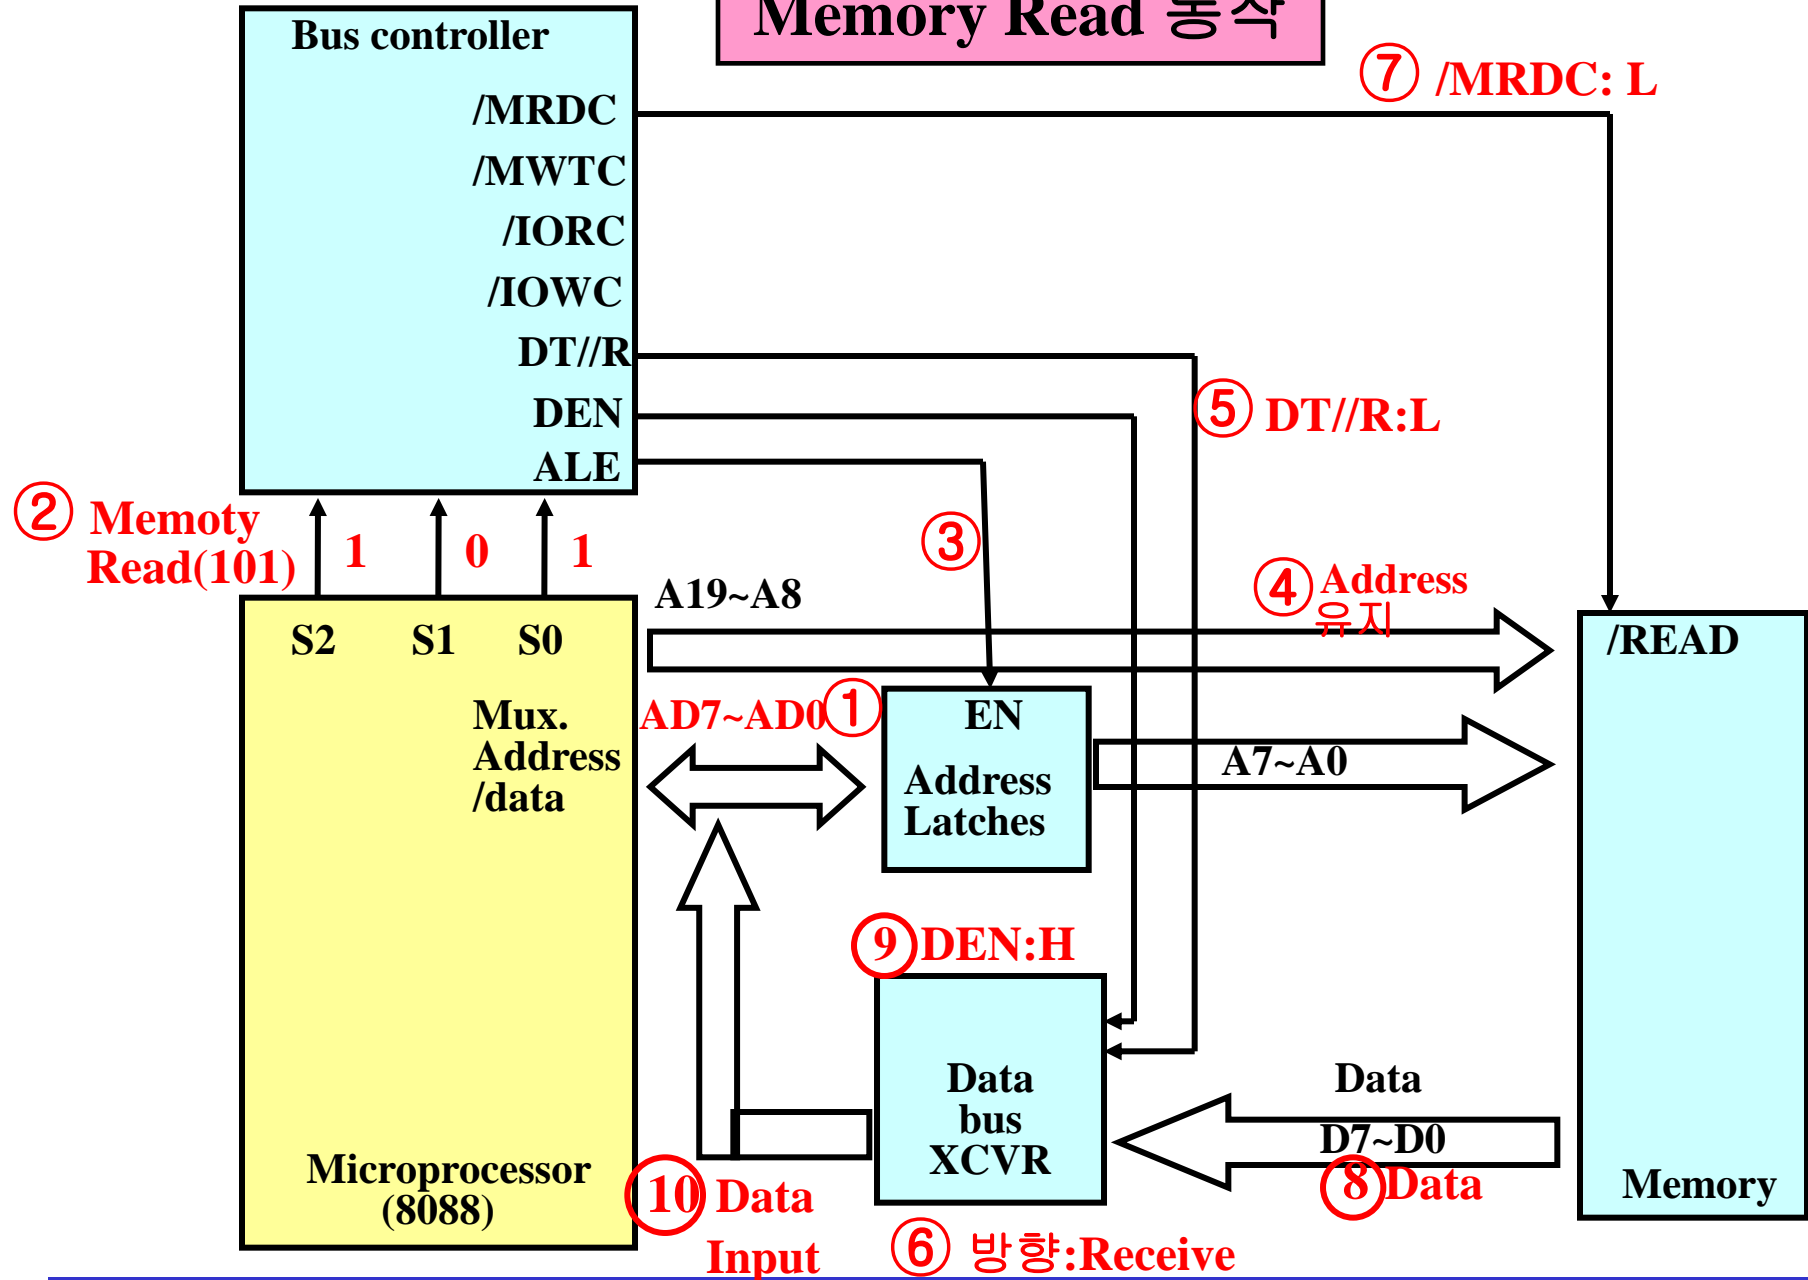 Memory Read 동작
Bus controller
/MRDC
/MWTC
/IORC
/IOWC
DT//R
DEN
ALE
⑦ /MRDC: L
⑤ DT//R:L
② Memoty
Read(101)
1 0 1
③
A19~A8
④ Address
유지
S2 S1 S0
/READ
Mux.
Address
/data
AD7~AD0 ①
EN
Address
Latches
A7~A0
⑨ DEN:H
Data
bus
XCVR
Data
D7~D0
⑧ Data
Microprocessor
(8088)
Memory
⑩ Data
Input
⑥ 방향:Receive